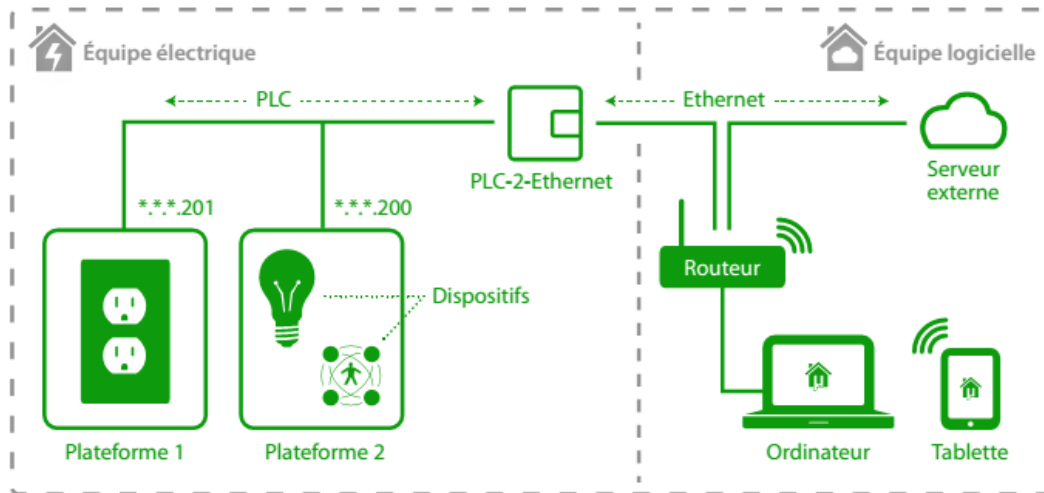 Équipe électrique
Équipe logicielle
PLC
Ethernet
PLC-2-Ethernet
Serveur
externe
*.*.*.201
*.*.*.200
Routeur
Dispositifs
Plateforme 1
Plateforme 2
Ordinateur
Tablette